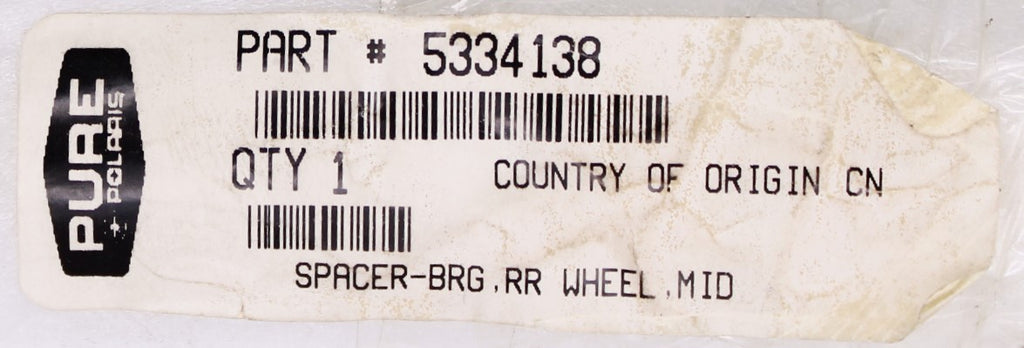 PURE
POLARIS
PART # 5334138
QTY 1
COUNTRY OF ORIGIN CN
SPACER-BRG,RR WHEEL,MID